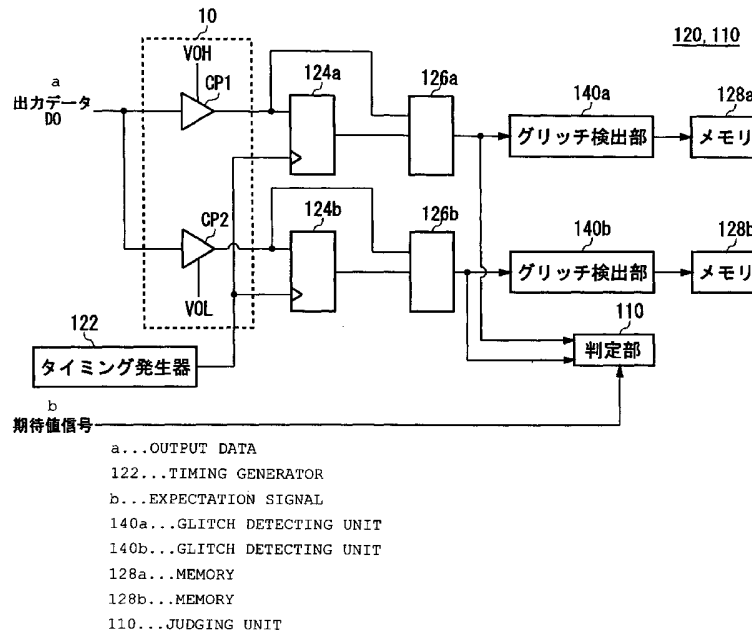 10
120, 110
VOH
CP1
a
出力データ
DO
124a
126a
140a
128a
グリッチ検出部
メモリ
CP2
VOL
124b
126b
140b
128b
グリッチ検出部
メモリ
122
タイミング発生器
110
判定部
b
期待値信号
a...OUTPUT DATA
122...TIMING GENERATOR
b...EXPECTATION SIGNAL
140a...GLITCH DETECTING UNIT
140b...GLITCH DETECTING UNIT
128a...MEMORY
128b...MEMORY
110...JUDGING UNIT